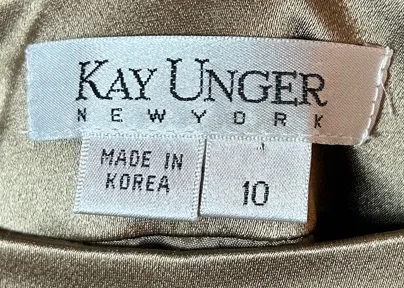 KAY UNGER
NEW YORK
MADE IN
KOREA
10